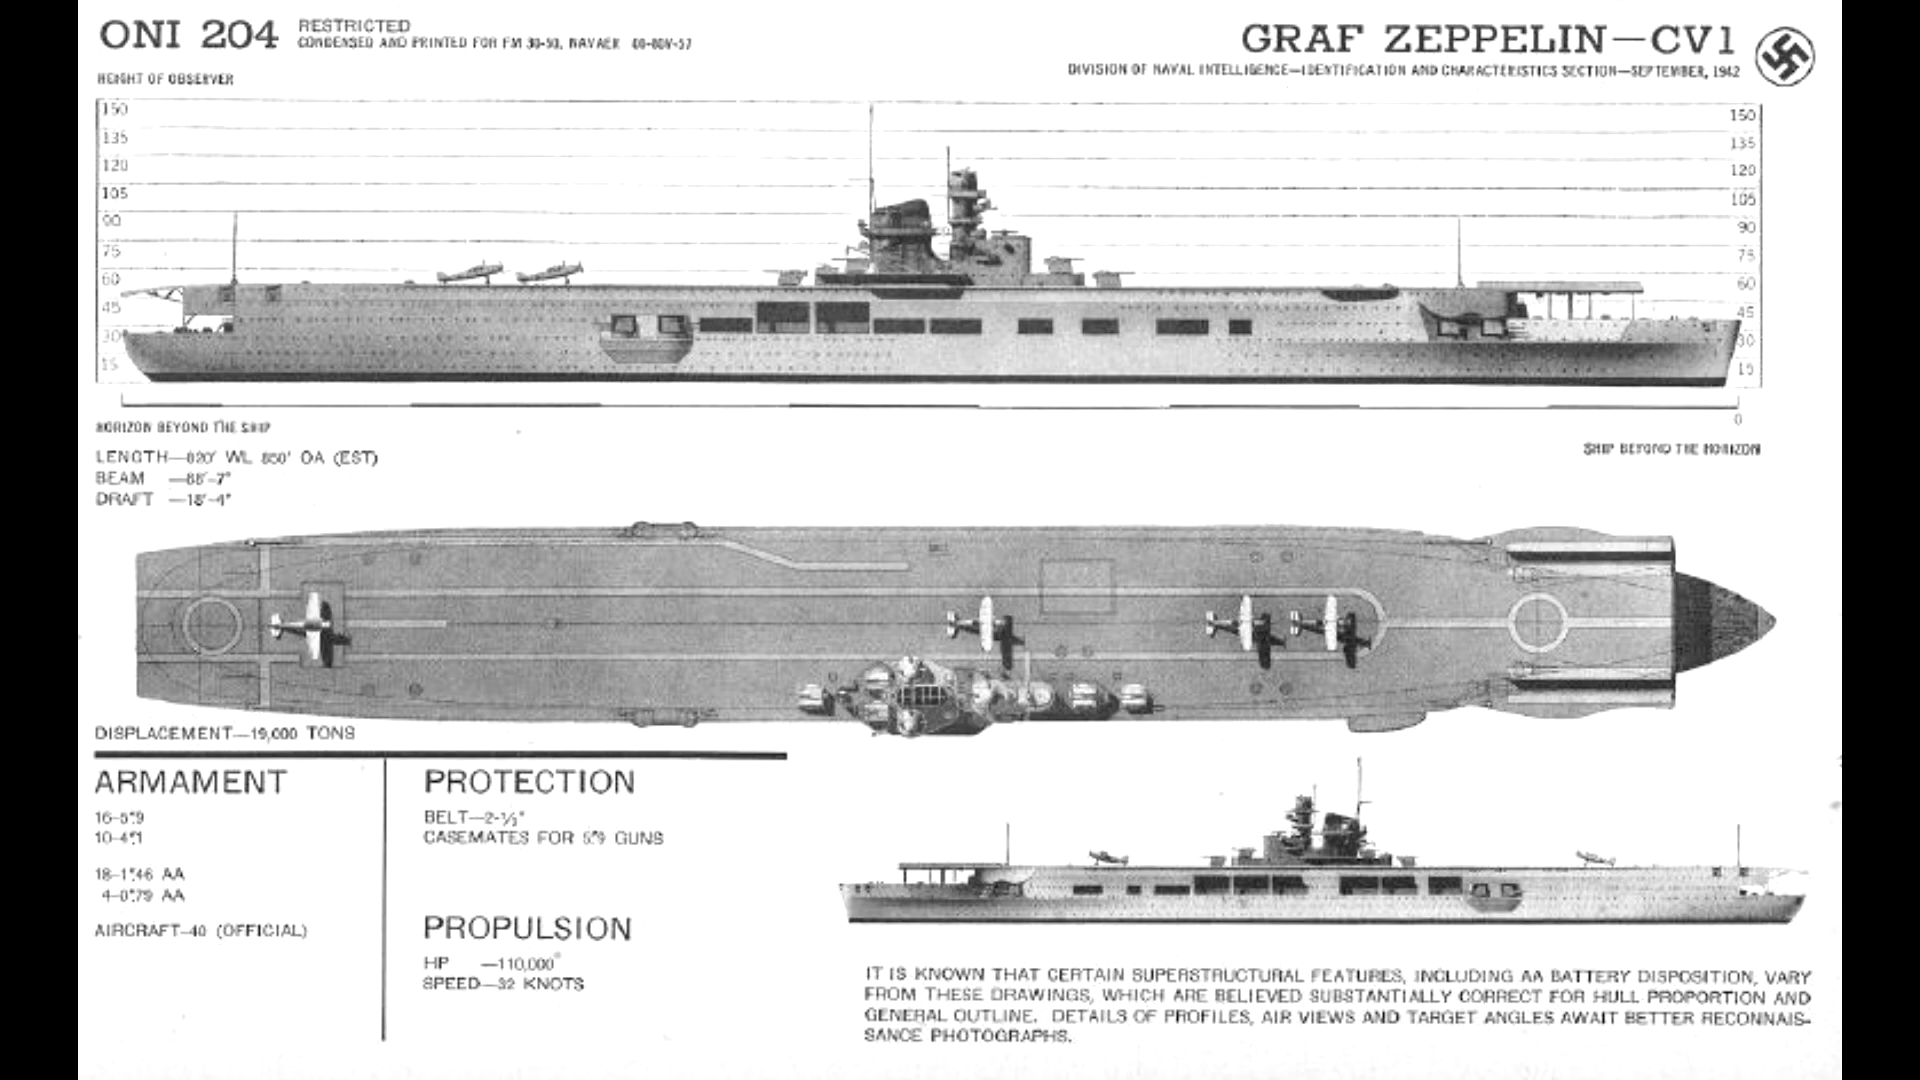 ONI 204
RESTRICTED
CONDENSED AND PRINTED FOR FM 30-50, NAVAER 00-80V-57
GRAF ZEPPELIN—CV1
DIVISION OF NAVAL INTELLIGENCE—IDENTIFICATION AND CHARACTERISTICS SECTION—SEPTEMBER, 1942
HEIGHT OF OBSERVER
150 150
135 135
120 120
105 105
90 90
75 75
60 60
45 45
30 30
15 15
0
HORIZON BEYOND THE SHIP
SHIP BEYOND THE HORIZON
LENGTH—820' WL 850' OA (EST)
BEAM —88'-7"
DRAFT —18'-4"
DISPLACEMENT—19,000 TONS
ARMAMENT
16-5".9
10-4".1
18-1".46 AA
4-0".79 AA
AIRCRAFT-40 (OFFICIAL)
PROTECTION
BELT—2-½"
CASEMATES FOR 5".9 GUNS
PROPULSION
HP —110,000
SPEED—32 KNOTS
IT IS KNOWN THAT CERTAIN SUPERSTRUCTURAL FEATURES, INCLUDING AA BATTERY DISPOSITION, VARY
FROM THESE DRAWINGS, WHICH ARE BELIEVED SUBSTANTIALLY CORRECT FOR HULL PROPORTION AND
GENERAL OUTLINE. DETAILS OF PROFILES, AIR VIEWS AND TARGET ANGLES AWAIT BETTER RECONNAIS-
SANCE PHOTOGRAPHS.